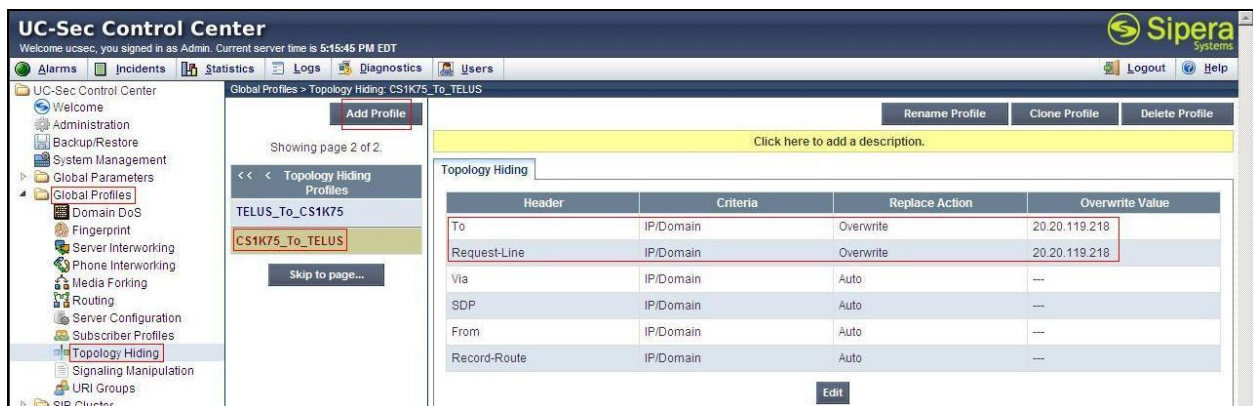 UC-Sec Control Center
Welcome ucsec, you signed in as Admin. Current server time is 5:15:45 PM EDT
Sipera
Systems
Alarms Incidents Statistics Logs Diagnostics Users Logout Help
UC-Sec Control Center
Welcome
Administration
Backup/Restore
System Management
Global Parameters
Global Profiles
Domain DoS
Fingerprint
Server Interworking
Phone Interworking
Media Forking
Routing
Server Configuration
Subscriber Profiles
Topology Hiding
Signaling Manipulation
URI Groups
SIP Cluster
Global Profiles > Topology Hiding: CS1K75_To_TELUS
Add Profile
Showing page 2 of 2.
<< < Topology Hiding
Profiles
TELUS_To_CS1K75
CS1K75_To_TELUS
Skip to page...
Rename Profile Clone Profile Delete Profile
Click here to add a description.
Topology Hiding
Header Criteria Replace Action Overwrite Value
To IP/Domain Overwrite 20.20.119.218
Request-Line IP/Domain Overwrite 20.20.119.218
Via IP/Domain Auto ---
SDP IP/Domain Auto ---
From IP/Domain Auto ---
Record-Route IP/Domain Auto ---
Edit